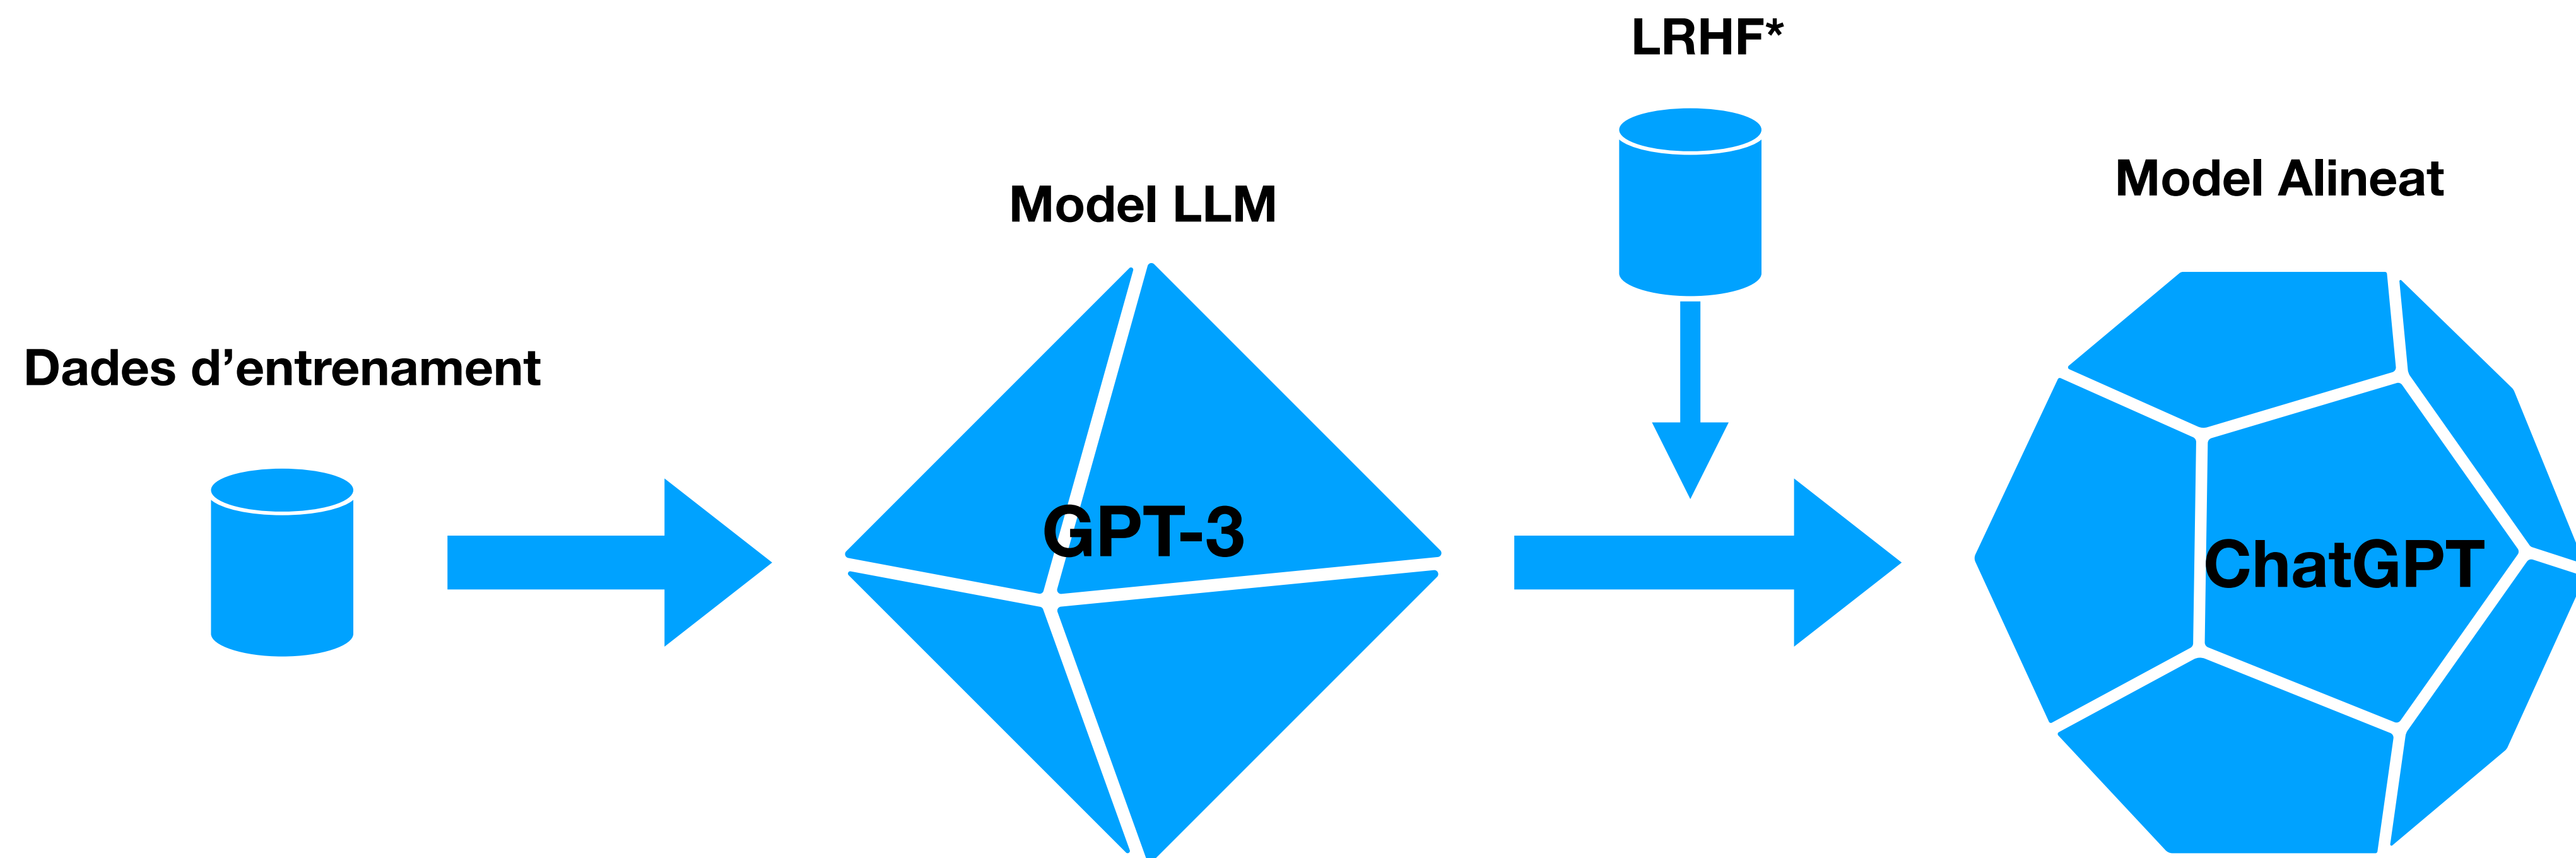 LRHF*
Model LLM
Model Alineat
Dades d’entrenament
GPT-3
ChatGPT